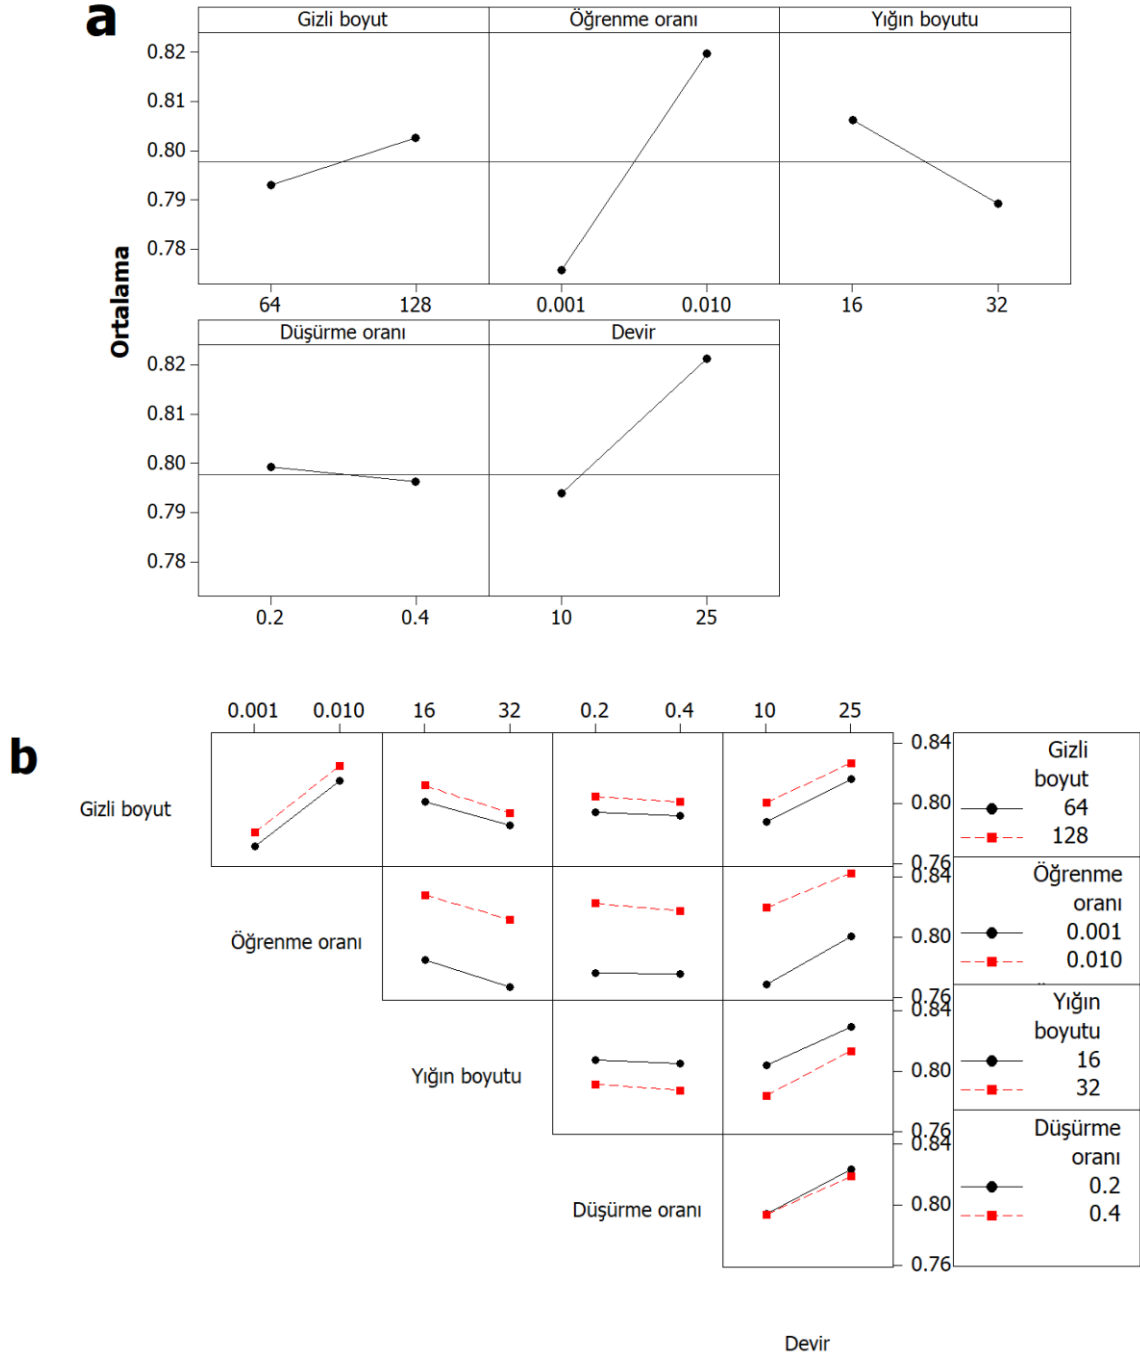 a
Gizli boyut Öğrenme oranı Yığın boyutu
0.82
0.81
0.80
0.79
0.78
64 128 0.001 0.010 16 32
Ortalama
Düşürme oranı Devir
0.82
0.81
0.80
0.79
0.78
0.2 0.4 10 25
b
0.001 0.010 16 32 0.2 0.4 10 25
Gizli boyut
0.84
0.80
0.76
Gizli
boyut
64
128
Öğrenme oranı
0.84
0.80
0.76
Öğrenme
oranı
0.001
0.010
Yığın boyutu
0.84
0.80
0.76
Yığın
boyutu
16
32
Düşürme oranı
0.84
0.80
0.76
Düşürme
oranı
0.2
0.4
Devir